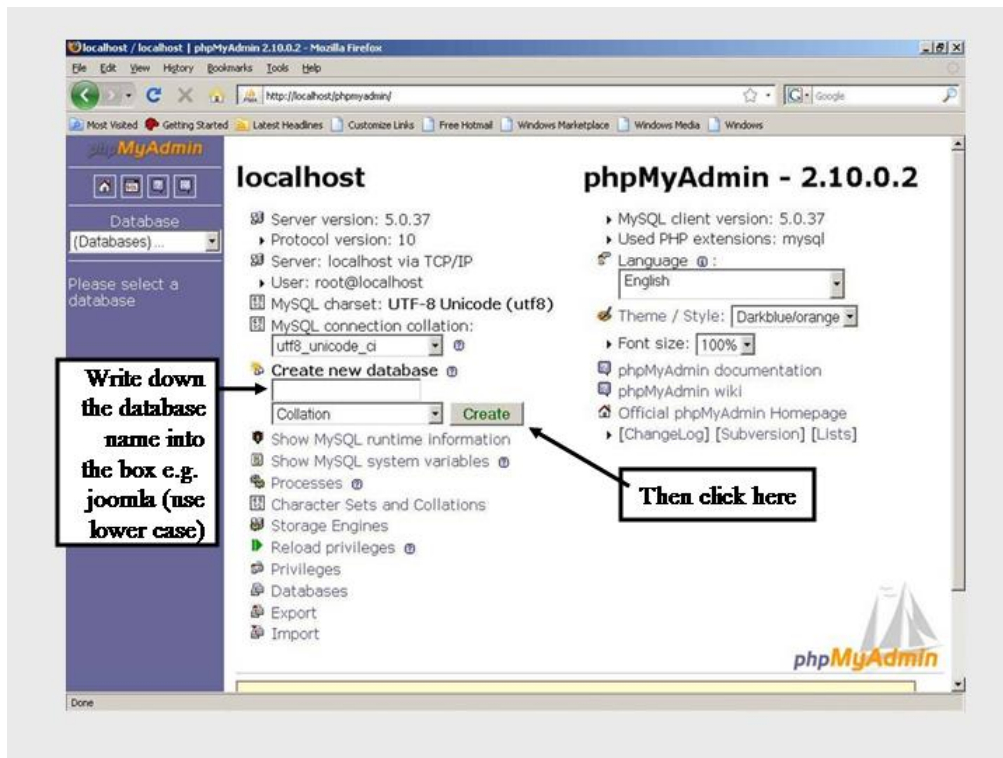 localhost / localhost | phpMyAdmin 2.10.0.2 - Mozilla Firefox
File Edit View History Bookmarks Tools Help
http://localhost/phpmyadmin/
Google
Most Visited Getting Started Latest Headlines Customize Links Free Hotmail Windows Marketplace Windows Media Windows
phpMyAdmin
Database
(Databases) ...
Please select a
database
localhost
Server version: 5.0.37
Protocol version: 10
Server: localhost via TCP/IP
User: root@localhost
MySQL charset: UTF-8 Unicode (utf8)
MySQL connection collation:
utf8_unicode_ci
Create new database
Collation
Create
Show MySQL runtime information
Show MySQL system variables
Processes
Character Sets and Collations
Storage Engines
Reload privileges
Privileges
Databases
Export
Import
phpMyAdmin - 2.10.0.2
MySQL client version: 5.0.37
Used PHP extensions: mysql
Language :
English
Theme / Style: Darkblue/orange
Font size: 100%
phpMyAdmin documentation
phpMyAdmin wiki
Official phpMyAdmin Homepage
[ChangeLog] [Subversion] [Lists]
Write down
the database
name into
the box e.g.
joomla (use
lower case)
Then click here
phpMyAdmin
Done